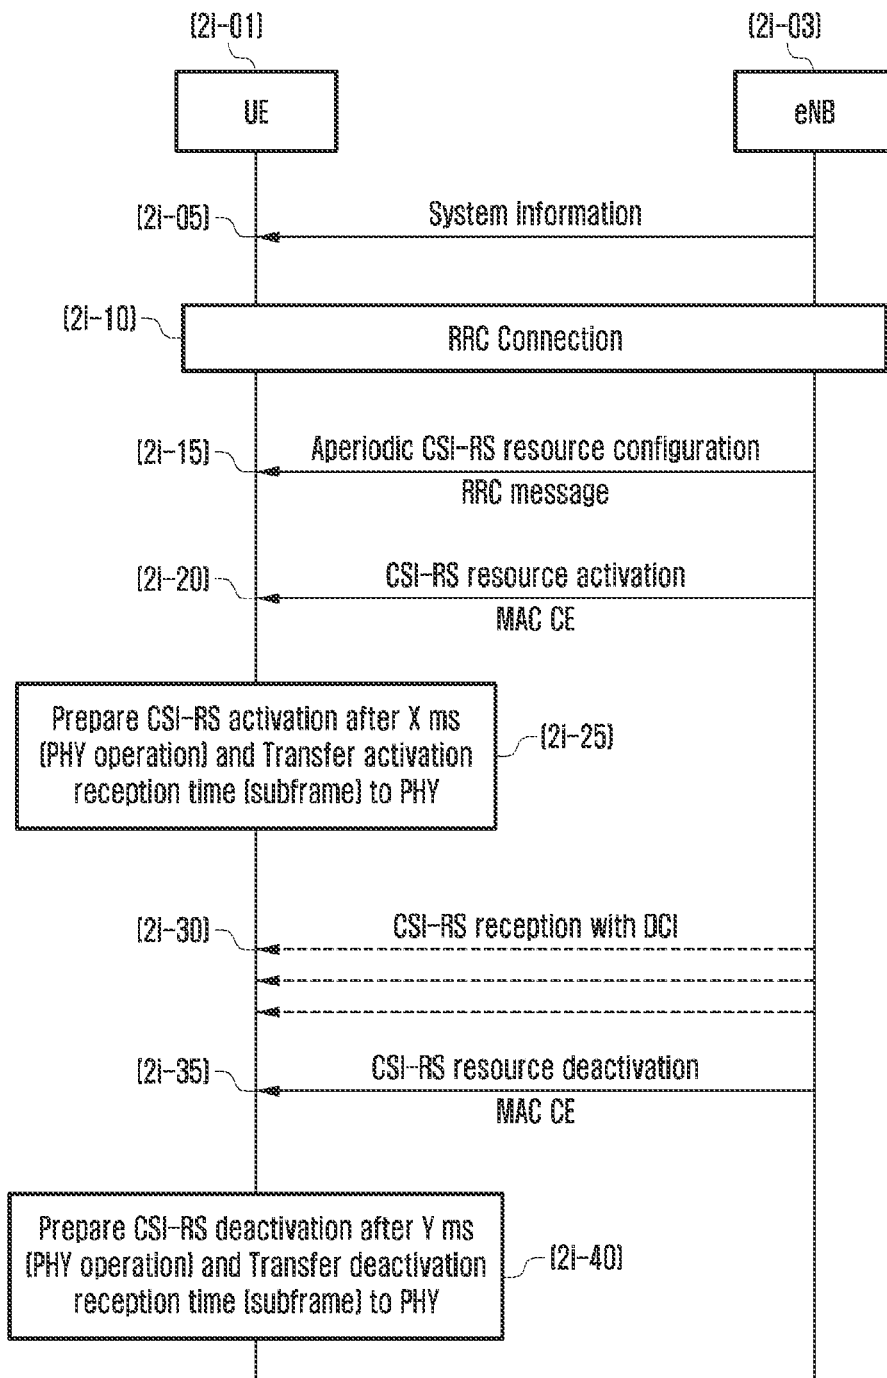 (2i-01)
(2i-03)
UE
eNB
(2i-05)
System information
(2i-10)
RRC Connection
(2i-15)
Aperiodic CSI-RS resource configuration
RRC message
(2i-20)
CSI-RS resource activation
MAC CE
Prepare CSI-RS activation after X ms
(PHY operation) and Transfer activation
reception time (subframe) to PHY
(2i-25)
(2i-30)
CSI-RS reception with DCI
(2i-35)
CSI-RS resource deactivation
MAC CE
Prepare CSI-RS deactivation after Y ms
(PHY operation) and Transfer deactivation
reception time (subframe) to PHY
(2i-40)